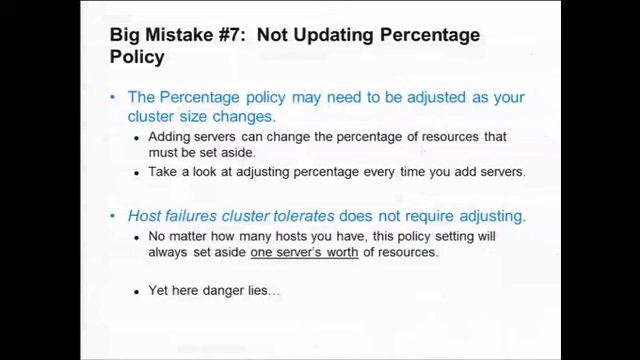 Big Mistake #7:  Not Updating Percentage
Policy
• The Percentage policy may need to be adjusted as your
cluster size changes.
• Adding servers can change the percentage of resources that
must be set aside.
• Take a look at adjusting percentage every time you add servers.
• Host failures cluster tolerates does not require adjusting.
• No matter how many hosts you have, this policy setting will
always set aside one server's worth of resources.
• Yet here danger lies…